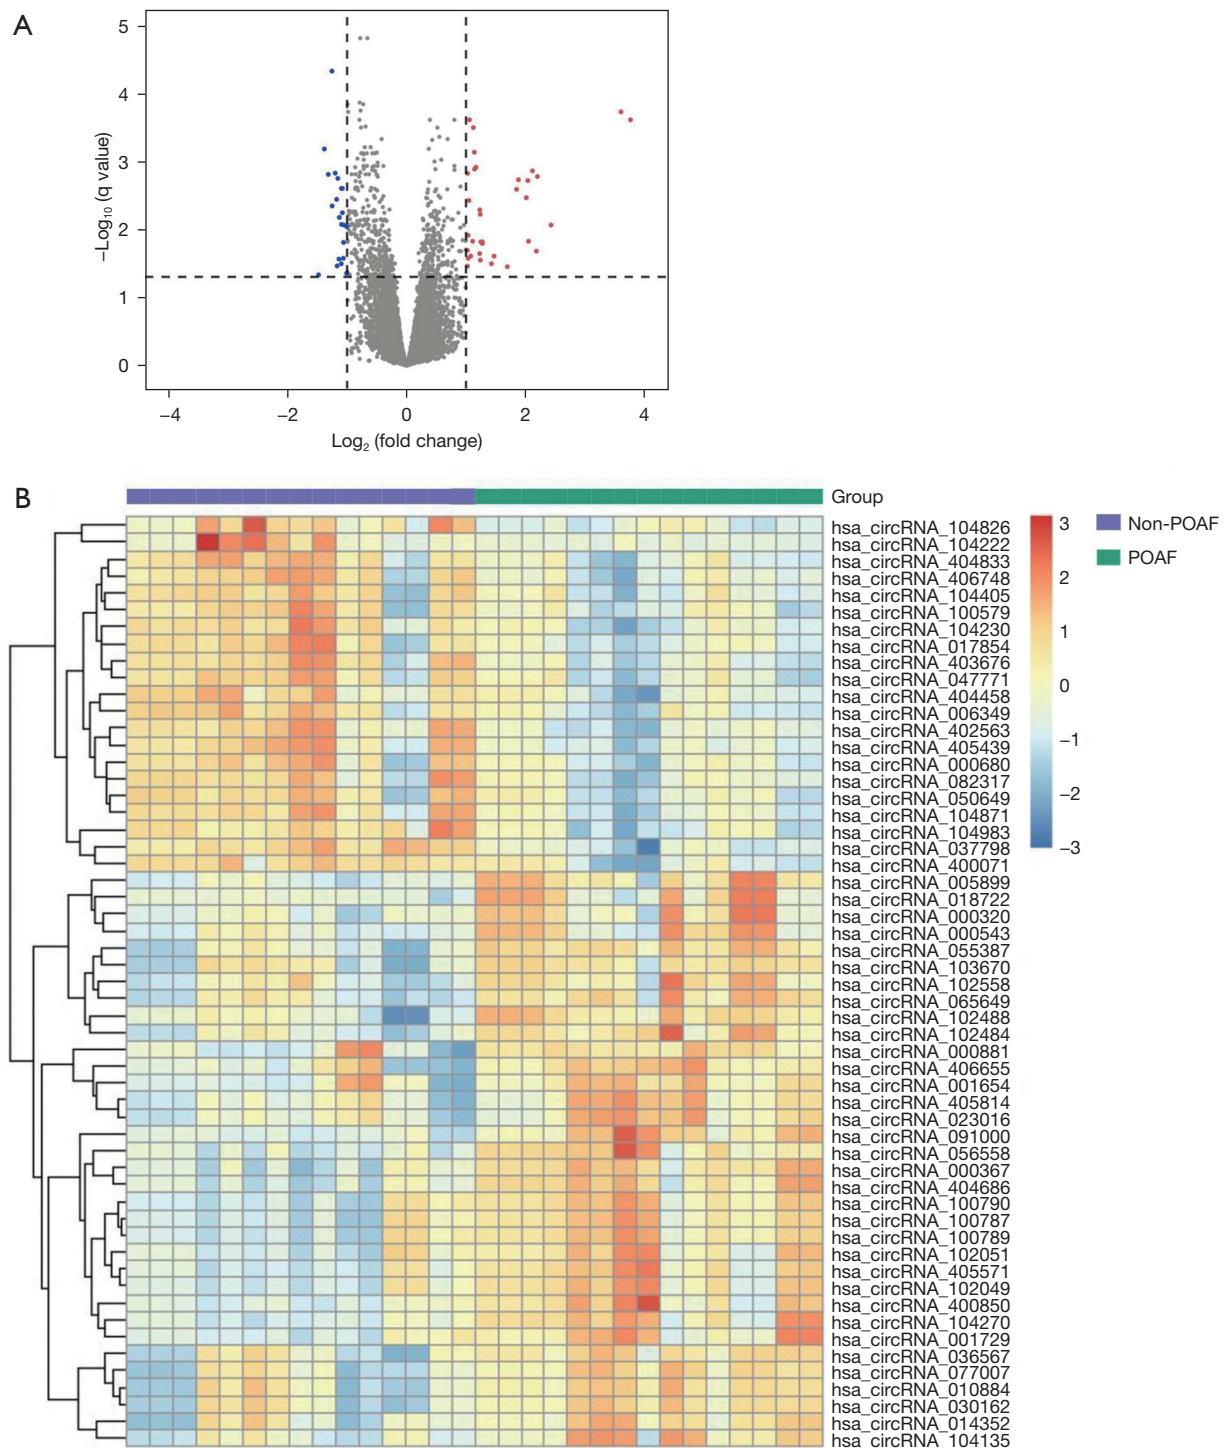 A
5
4
3
2
1
0
−Log10 (q value)
−4
−2
0
2
4
Log2 (fold change)
B
Group
hsa_circRNA_104826
hsa_circRNA_104222
hsa_circRNA_404833
hsa_circRNA_406748
hsa_circRNA_104405
hsa_circRNA_100579
hsa_circRNA_104230
hsa_circRNA_017854
hsa_circRNA_403676
hsa_circRNA_047771
hsa_circRNA_404458
hsa_circRNA_006349
hsa_circRNA_402563
hsa_circRNA_405439
hsa_circRNA_000680
hsa_circRNA_082317
hsa_circRNA_050649
hsa_circRNA_104871
hsa_circRNA_104983
hsa_circRNA_037798
hsa_circRNA_400071
hsa_circRNA_005899
hsa_circRNA_018722
hsa_circRNA_000320
hsa_circRNA_000543
hsa_circRNA_055387
hsa_circRNA_103670
hsa_circRNA_102558
hsa_circRNA_065649
hsa_circRNA_102488
hsa_circRNA_102484
hsa_circRNA_000881
hsa_circRNA_406655
hsa_circRNA_001654
hsa_circRNA_405814
hsa_circRNA_023016
hsa_circRNA_091000
hsa_circRNA_056558
hsa_circRNA_000367
hsa_circRNA_404686
hsa_circRNA_100790
hsa_circRNA_100787
hsa_circRNA_100789
hsa_circRNA_102051
hsa_circRNA_405571
hsa_circRNA_102049
hsa_circRNA_400850
hsa_circRNA_104270
hsa_circRNA_001729
hsa_circRNA_036567
hsa_circRNA_077007
hsa_circRNA_010884
hsa_circRNA_030162
hsa_circRNA_014352
hsa_circRNA_104135
3
2
1
0
−1
−2
−3
Non-POAF
POAF